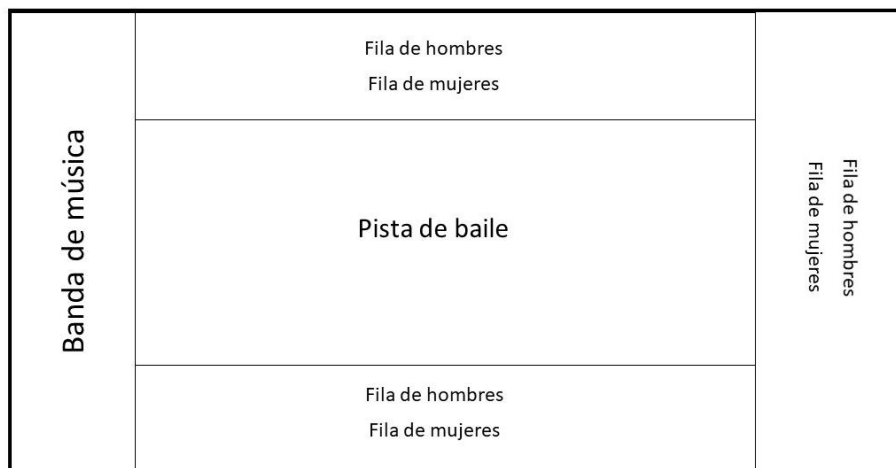 Fila de hombres
Fila de mujeres
Banda de música
Pista de baile
Fila de hombres
Fila de mujeres
Fila de hombres
Fila de mujeres